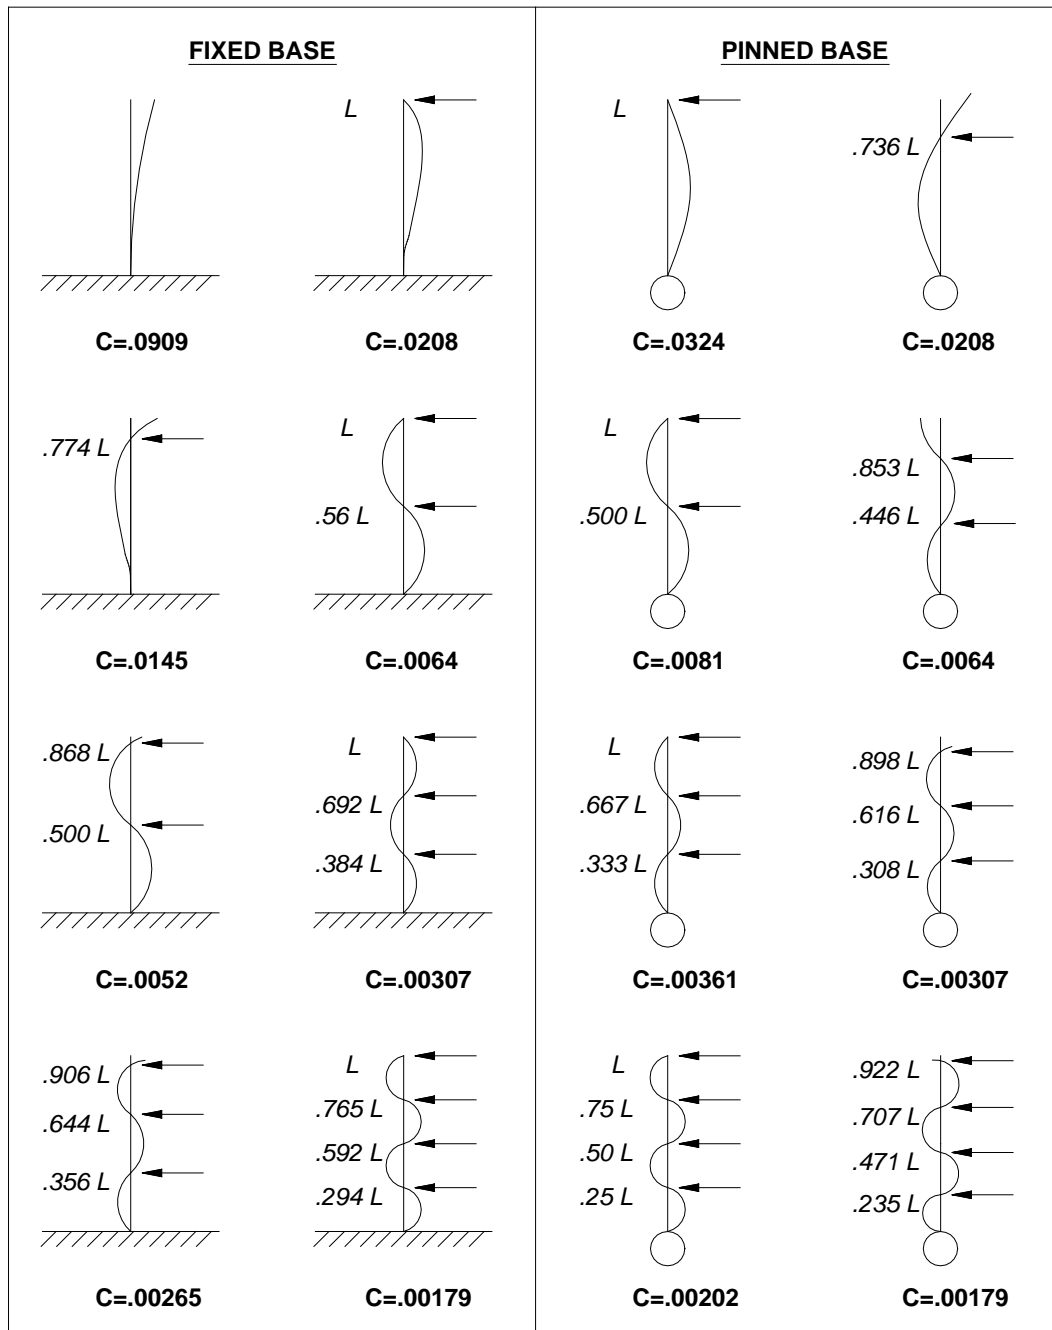 FIXED BASE
PINNED BASE
L
L
.736 L
C=.0909
C=.0208
C=.0324
C=.0208
.774 L
L
.56 L
L
.500 L
.853 L
.446 L
C=.0145
C=.0064
C=.0081
C=.0064
.868 L
.500 L
L
.692 L
.384 L
L
.667 L
.333 L
.898 L
.616 L
.308 L
C=.0052
C=.00307
C=.00361
C=.00307
.906 L
.644 L
.356 L
L
.765 L
.592 L
.294 L
L
.75 L
.50 L
.25 L
.922 L
.707 L
.471 L
.235 L
C=.00265
C=.00179
C=.00202
C=.00179